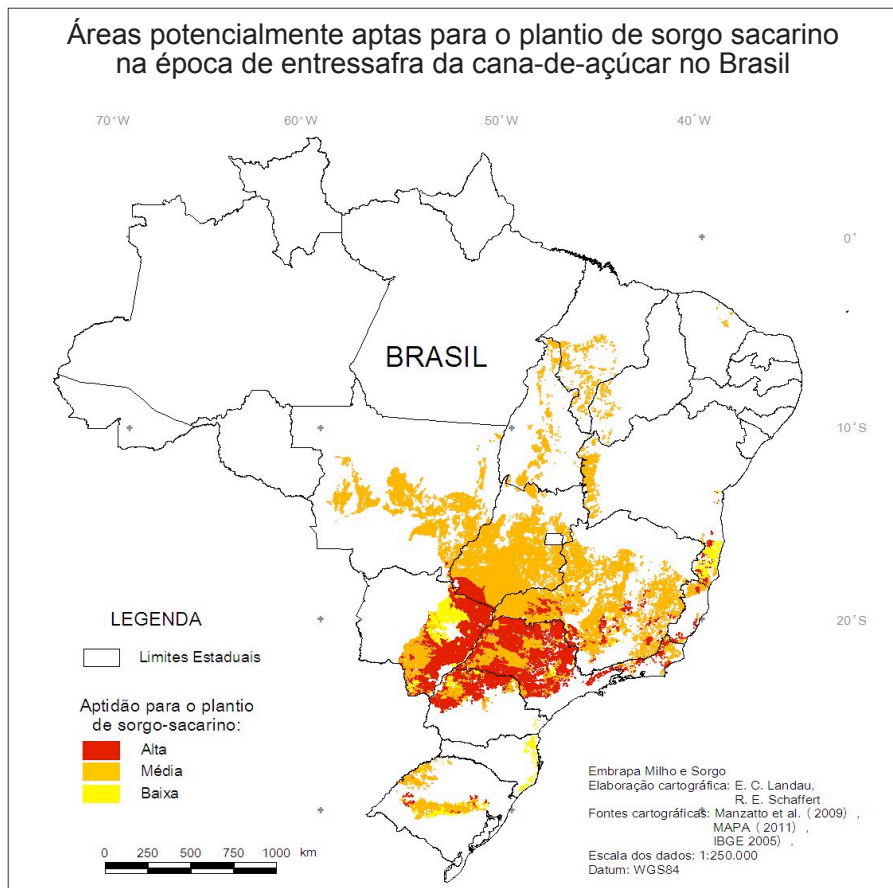 Áreas potencialmente aptas para o plantio de sorgo sacarino
na época de entressafra da cana-de-açúcar no Brasil
70°W 60°W 50°W 40°W
0°
BRASIL
10°S
20°S
LEGENDA
Limites Estaduais
Aptidão para o plantio
de sorgo-sacarino:
Alta
Média
Baixa
0 250 500 750 1000 km
Embrapa Milho e Sorgo
Elaboração cartográfica: E. C. Landau,
R. E. Schaffert
Fontes cartográficas: Manzatto et al. (2009) ,
MAPA (2011) ,
IBGE 2005) .
Escala dos dados: 1:250.000
Datum: WGS84